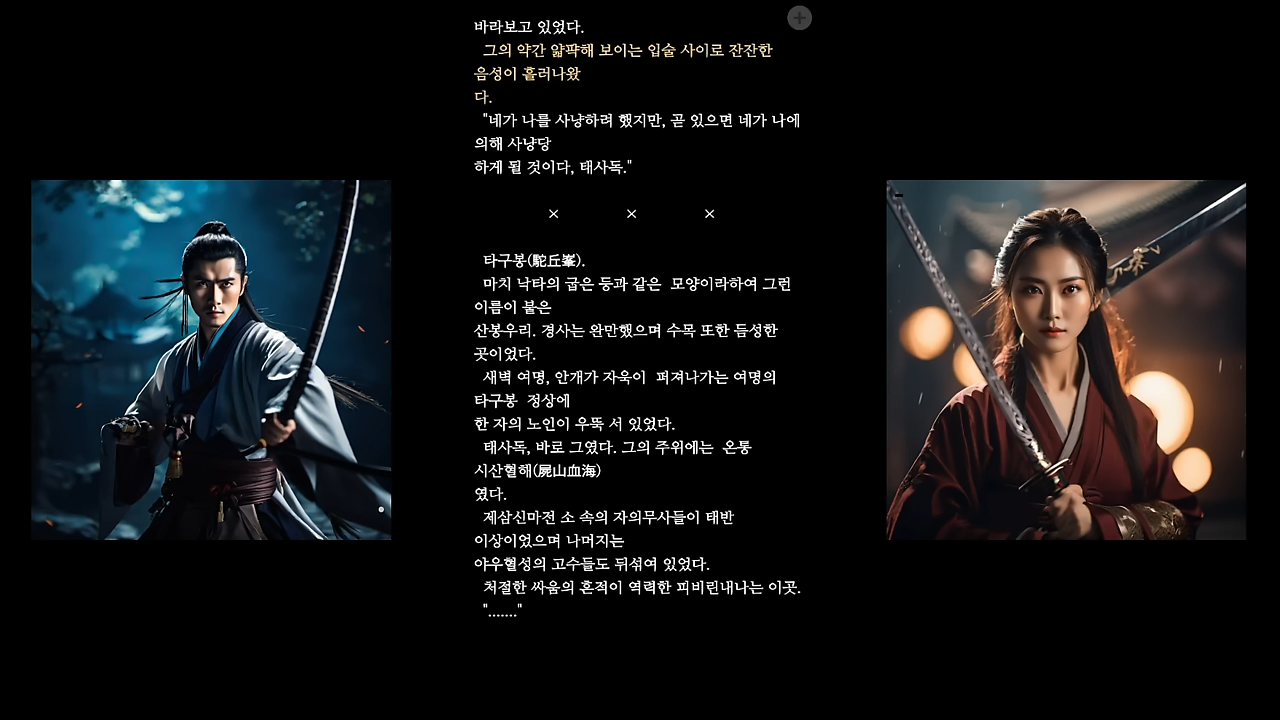 바라보고 있었다.
그의 약간 얇팍해 보이는 입술 사이로 잔잔한
음성이 흘러나왔
다.
"네가 나를 사냥하려 했지만, 곧 있으면 네가 나에
의해 사냥당
하게 될 것이다, 태사독."
× × ×
타구봉(駝丘峯).
마치 낙타의 굽은 등과 같은 모양이라하여 그런
이름이 붙은
산봉우리. 경사는 완만했으며 수목 또한 듬성한
곳이었다.
새벽 여명, 안개가 자욱이 퍼져나가는 여명의
타구봉 정상에
한 자의 노인이 우뚝 서 있었다.
태사독, 바로 그였다. 그의 주위에는 온통
시산혈해(屍山血海)
였다.
제삼신마전 소 속의 자의무사들이 태반
이상이었으며 나머지는
야우혈성의 고수들도 뒤섞여 있었다.
처절한 싸움의 흔적이 역력한 피비린내나는 이곳.
"......."